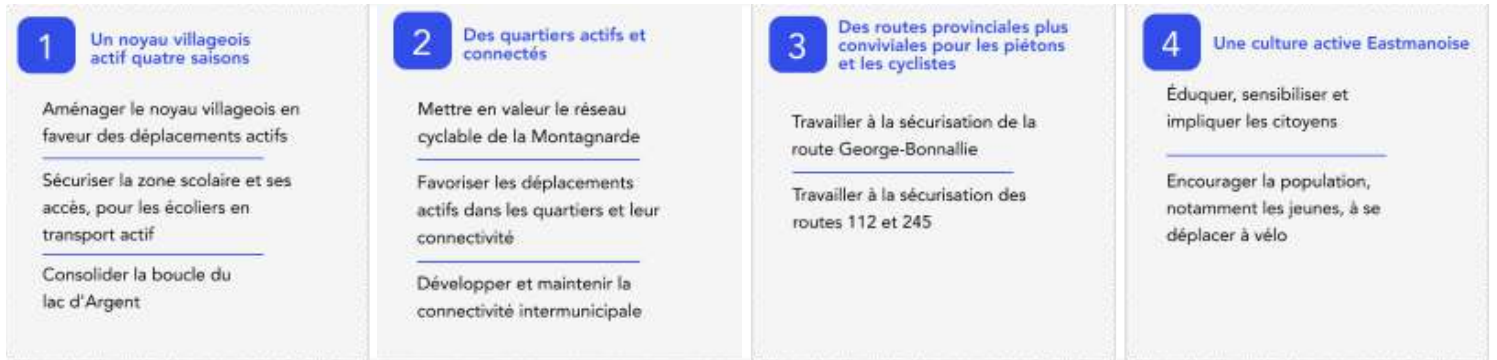 1
Un noyau villageois
actif quatre saisons
Aménager le noyau villageois en
faveur des déplacements actifs
Sécuriser la zone scolaire et ses
accès, pour les écoliers en
transport actif
Consolider la boucle du
lac d'Argent
2
Des quartiers actifs et
connectés
Mettre en valeur le réseau
cyclable de la Montagnarde
Favoriser les déplacements
actifs dans les quartiers et leur
connectivité
Développer et maintenir la
connectivité intermunicipale
3
Des routes provinciales plus
conviviales pour les piétons
et les cyclistes
Travailler à la sécurisation de la
route George-Bonnallie
Travailler à la sécurisation des
routes 112 et 245
4
Une culture active Eastmanoise
Éduquer, sensibiliser et
impliquer les citoyens
Encourager la population,
notamment les jeunes, à se
déplacer à vélo